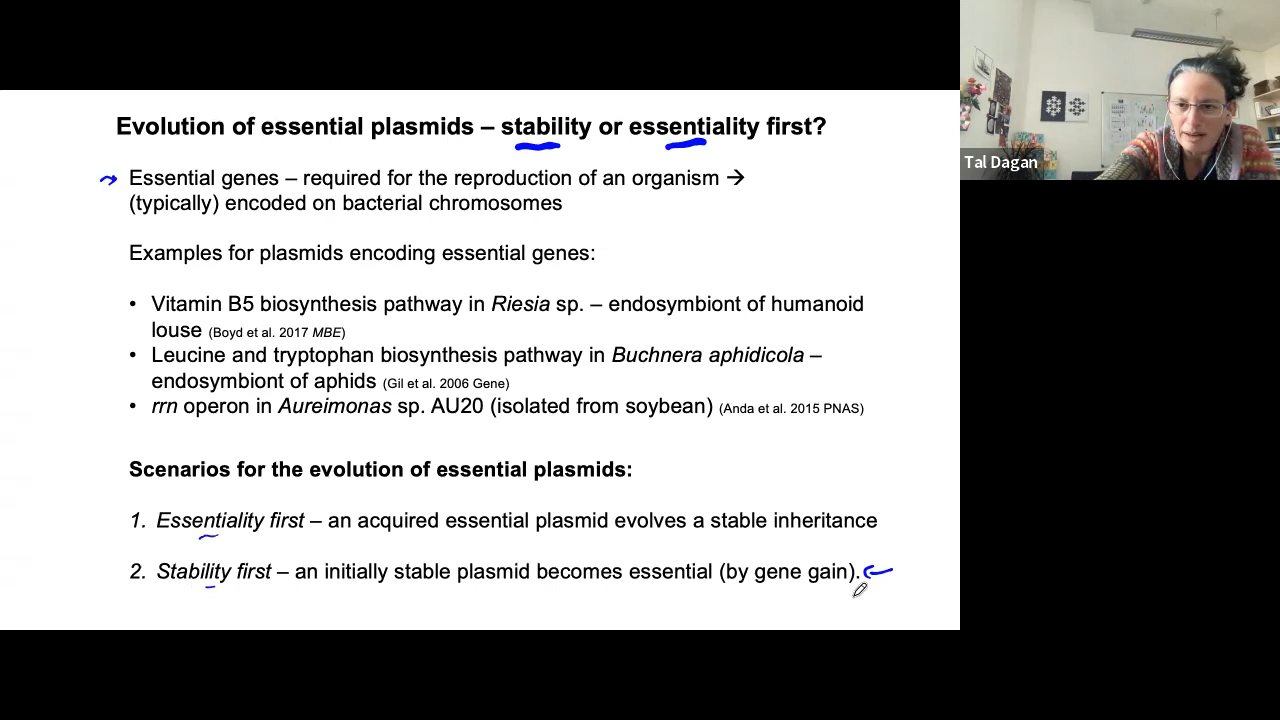 Evolution of essential plasmids – stability or essentiality first?
Essential genes – required for the reproduction of an organism →
(typically) encoded on bacterial chromosomes
Examples for plasmids encoding essential genes:
• Vitamin B5 biosynthesis pathway in Riesia sp. – endosymbiont of humanoid
louse (Boyd et al. 2017 MBE)
• Leucine and tryptophan biosynthesis pathway in Buchnera aphidicola –
endosymbiont of aphids (Gil et al. 2006 Gene)
• rrn operon in Aureimonas sp. AU20 (isolated from soybean) (Anda et al. 2015 PNAS)
Scenarios for the evolution of essential plasmids:
1. Essentiality first – an acquired essential plasmid evolves a stable inheritance
2. Stability first – an initially stable plasmid becomes essential (by gene gain).
Tal Dagan